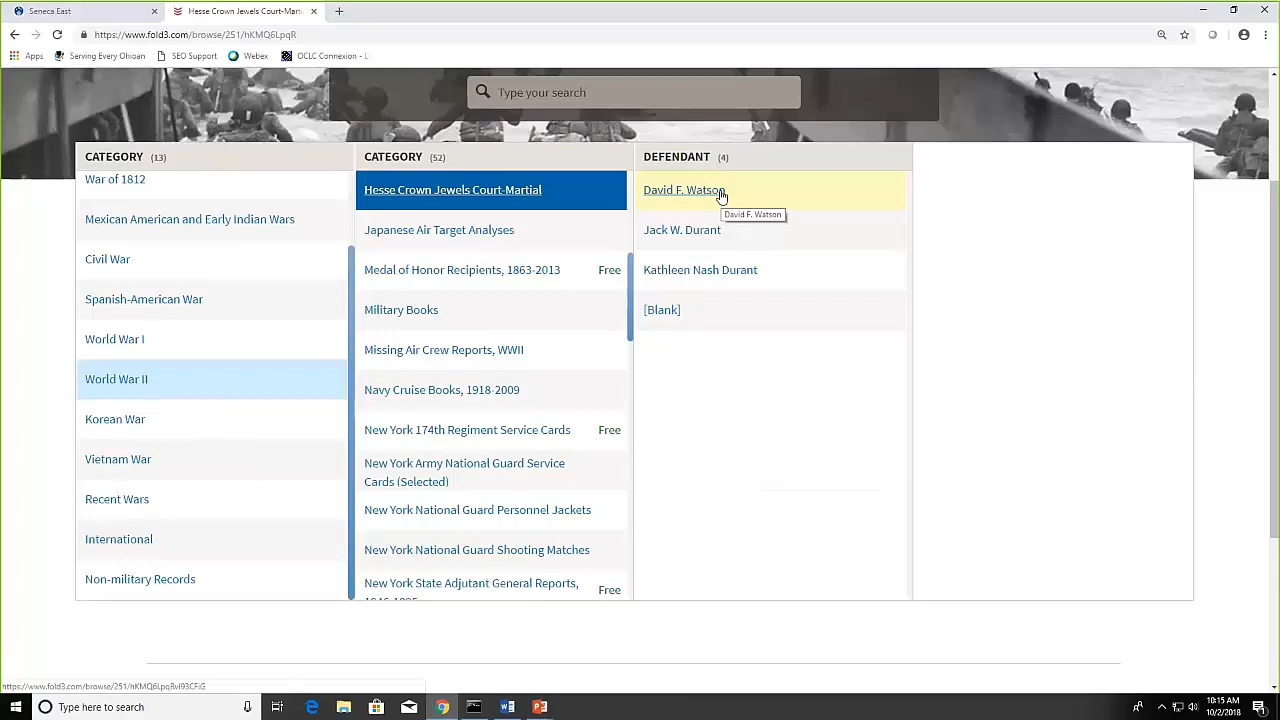 Seneca East
Hesse Crown Jewels Court-Marti
https://www.fold3.com/browse/251/hKMQ6LpqR
Apps
Serving Every Ohioan
SEO Support
Webex
OCLC Connexion - L
Type your search
CATEGORY (13)
War of 1812
Mexican American and Early Indian Wars
Civil War
Spanish-American War
World War I
World War II
Korean War
Vietnam War
Recent Wars
International
Non-military Records
CATEGORY (52)
Hesse Crown Jewels Court-Martial
Japanese Air Target Analyses
Medal of Honor Recipients, 1863-2013 Free
Military Books
Missing Air Crew Reports, WWII
Navy Cruise Books, 1918-2009
New York 174th Regiment Service Cards Free
New York Army National Guard Service
Cards (Selected)
New York National Guard Personnel Jackets
New York National Guard Shooting Matches
New York State Adjutant General Reports,
Free
DEFENDANT (4)
David F. Watson
David F. Watson
Jack W. Durant
Kathleen Nash Durant
[Blank]
https://www.fold3.com/browse/251/hKMQ6LpqRvI93CFiG
Type here to search
10:15 AM
10/2/2018